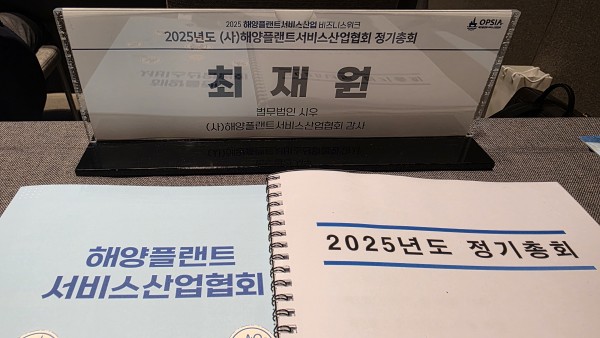 2025 해양플랜트서비스산업 비즈니스위크
2025년도 (사)해양플랜트서비스산업협회 정기총회
OPSIA
최재원
법무법인 시우
(사)해양플랜트서비스산업협회 감사
해양플랜트
서비스산업협회
2025년도 정기총회